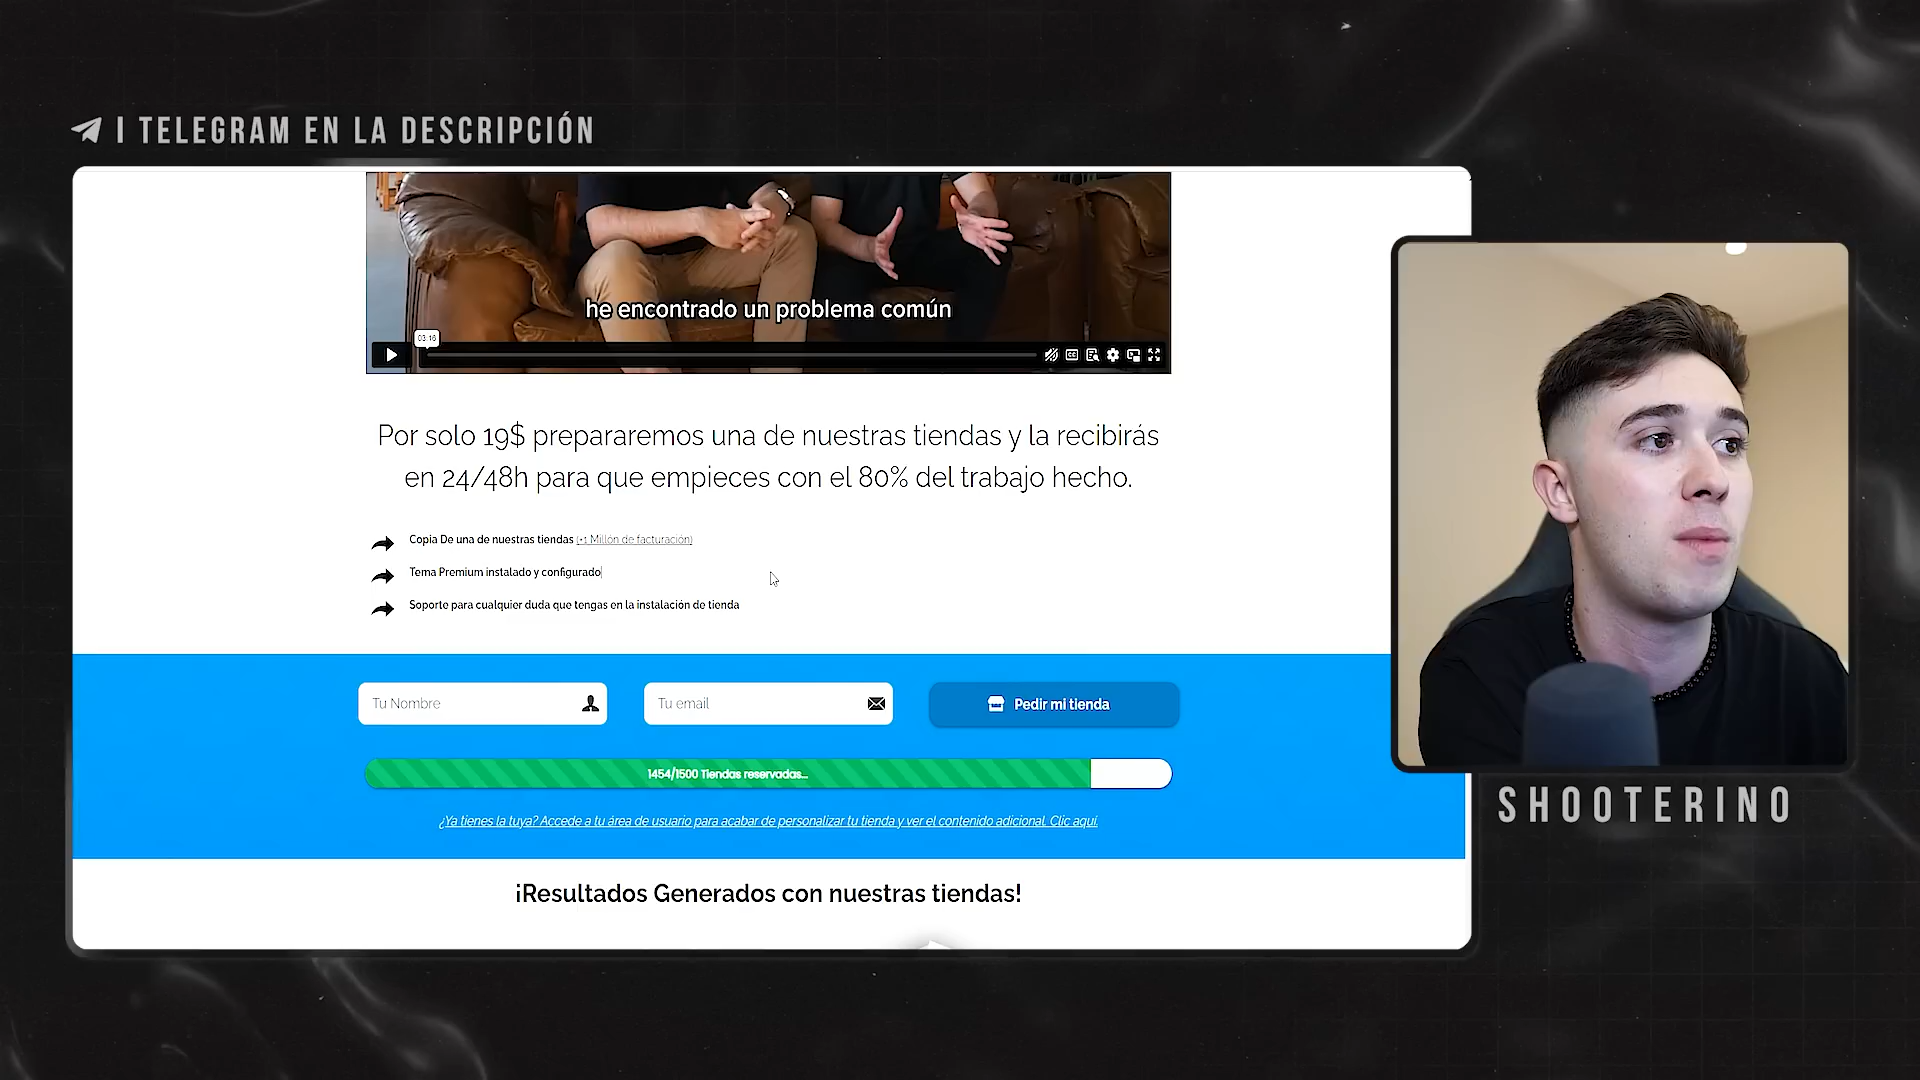 I TELEGRAM EN LA DESCRIPCIÓN
he encontrado un problema común
03:16
CC
Por solo 19$ prepararemos una de nuestras tiendas y la recibirás
en 24/48h para que empieces con el 80% del trabajo hecho.
Copia De una de nuestras tiendas (+1 Millón de facturación)
Tema Premium instalado y configurado
Soporte para cualquier duda que tengas en la instalación de tienda
Tu Nombre
Tu email
Pedir mi tienda
1454/1500 Tiendas reservadas...
¿Ya tienes la tuya? Accede a tu área de usuario para acabar de personalizar tu tienda y ver el contenido adicional. Clic aquí.
¡Resultados Generados con nuestras tiendas!
SHOOTERINO